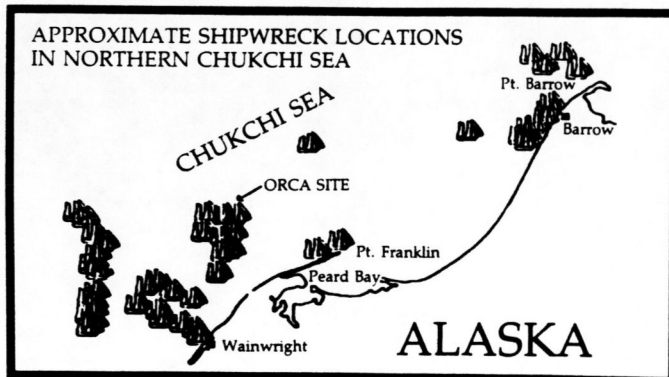 APPROXIMATE SHIPWRECK LOCATIONS
IN NORTHERN CHUKCHI SEA
Pt. Barrow
CHUKCHI SEA
Barrow
ORCA SITE
Pt. Franklin
Peard Bay
Wainwright
ALASKA